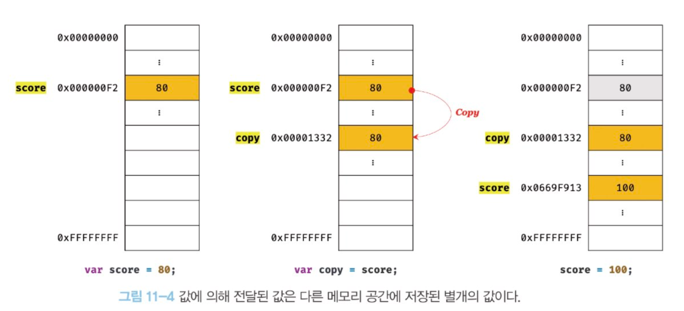 0x00000000
⋮
score 0x000000F2 80
⋮
0xFFFFFFFF
var score = 80;
0x00000000
⋮
score 0x000000F2 80
Copy
copy 0x00001332 80
⋮
0xFFFFFFFF
var copy = score;
0x00000000
⋮
0x000000F2 80
copy 0x00001332 80
score 0x0669F913 100
⋮
0xFFFFFFFF
score = 100;
그림 11-4 값에 의해 전달된 값은 다른 메모리 공간에 저장된 별개의 값이다.